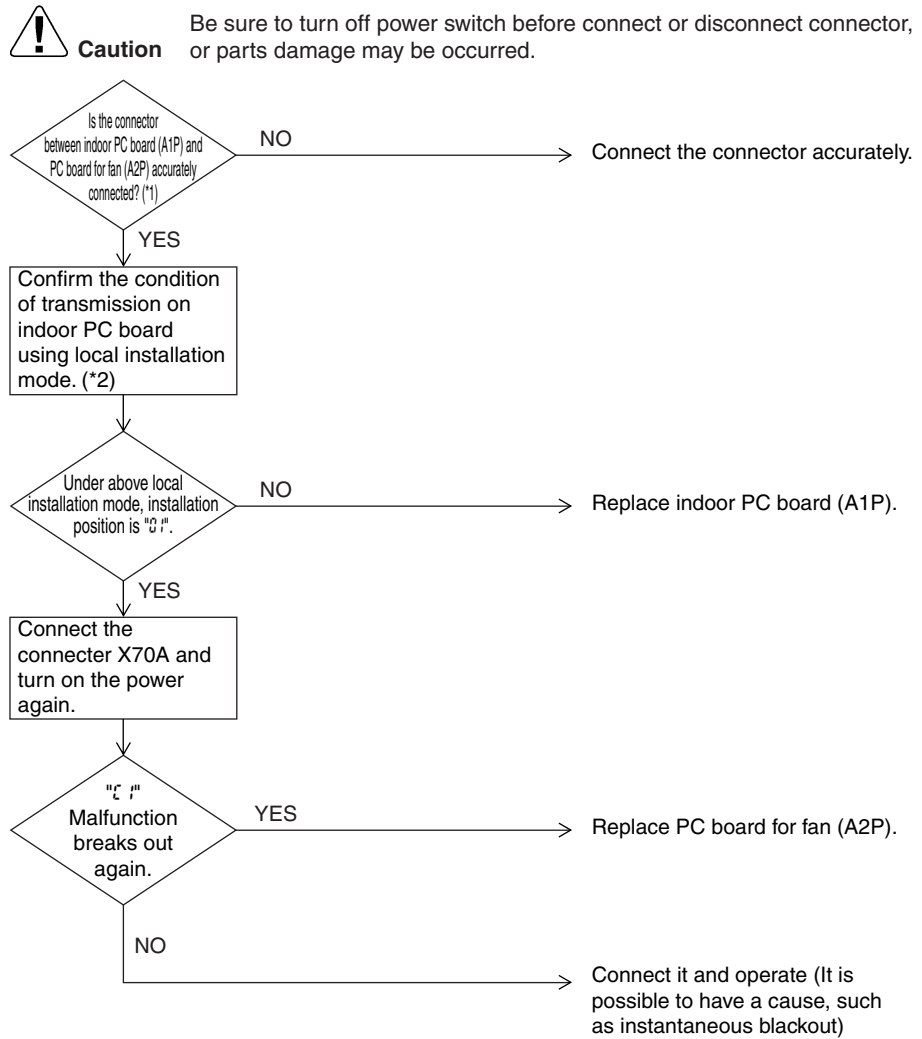 Be sure to turn off power switch before connect or disconnect connector,
Caution or parts damage may be occurred.
Is the connector
between indoor PC board (A1P) and
PC board for fan (A2P) accurately
connected? (*1)
NO
Connect the connector accurately.
YES
Confirm the condition
of transmission on
indoor PC board
using local installation
mode. (*2)
Under above local
installation mode, installation
position is "01".
NO
Replace indoor PC board (A1P).
YES
Connect the
connecter X70A and
turn on the power
again.
"C1"
Malfunction
breaks out
again.
YES
Replace PC board for fan (A2P).
NO
Connect it and operate (It is
possible to have a cause, such
as instantaneous blackout)